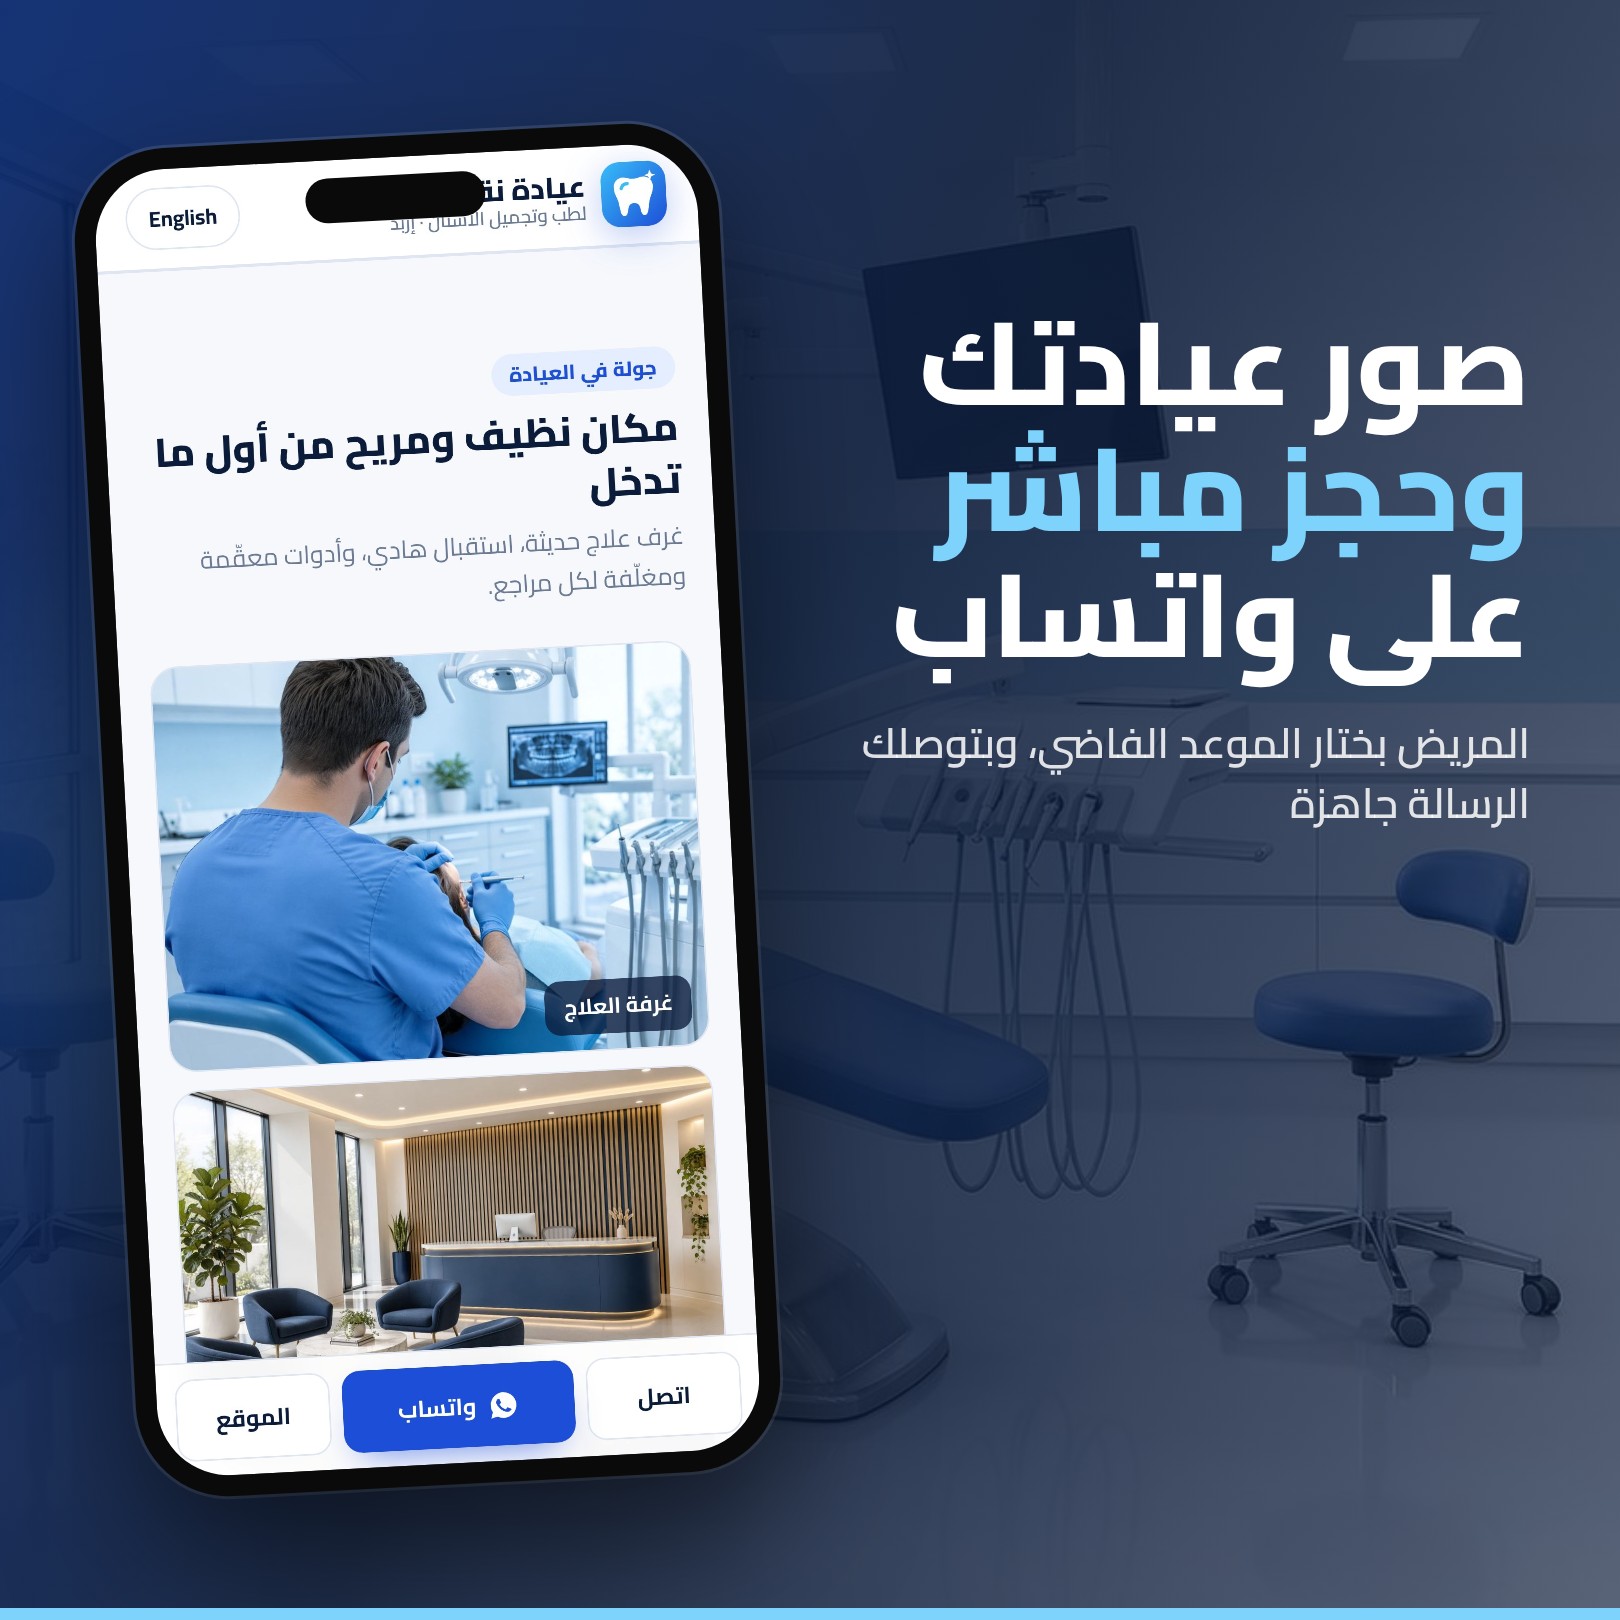 صور عيادتك
وحجز مباشر
على واتساب
المريض بختار الموعد الفاضي، وبتوصلك
الرسالة جاهزة
عيادة
English
لطب وتجميل الأسنان · إربد
جولة في العيادة
مكان نظيف ومريح من أول ما
تدخل
غرف علاج حديثة، استقبال هادي، وأدوات معقّمة
ومغلّفة لكل مراجع.
غرفة العلاج
اتصل
واتساب
الموقع